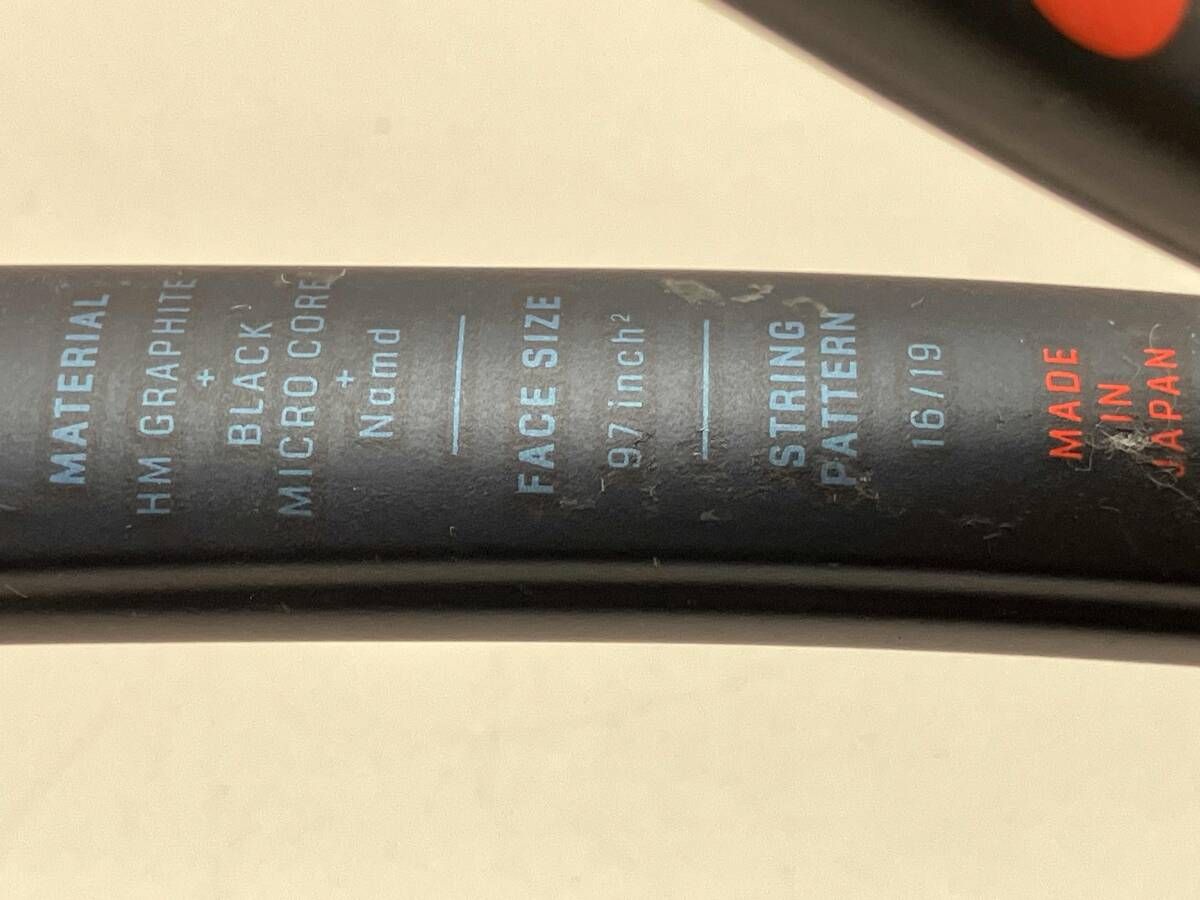 MATERIAL
HM GRAPHITE
+
BLACK
MICRO CORE
+
Namd
FACE SIZE
97 inch²
STRING
PATTERN
16/19
MADE
IN
JAPAN